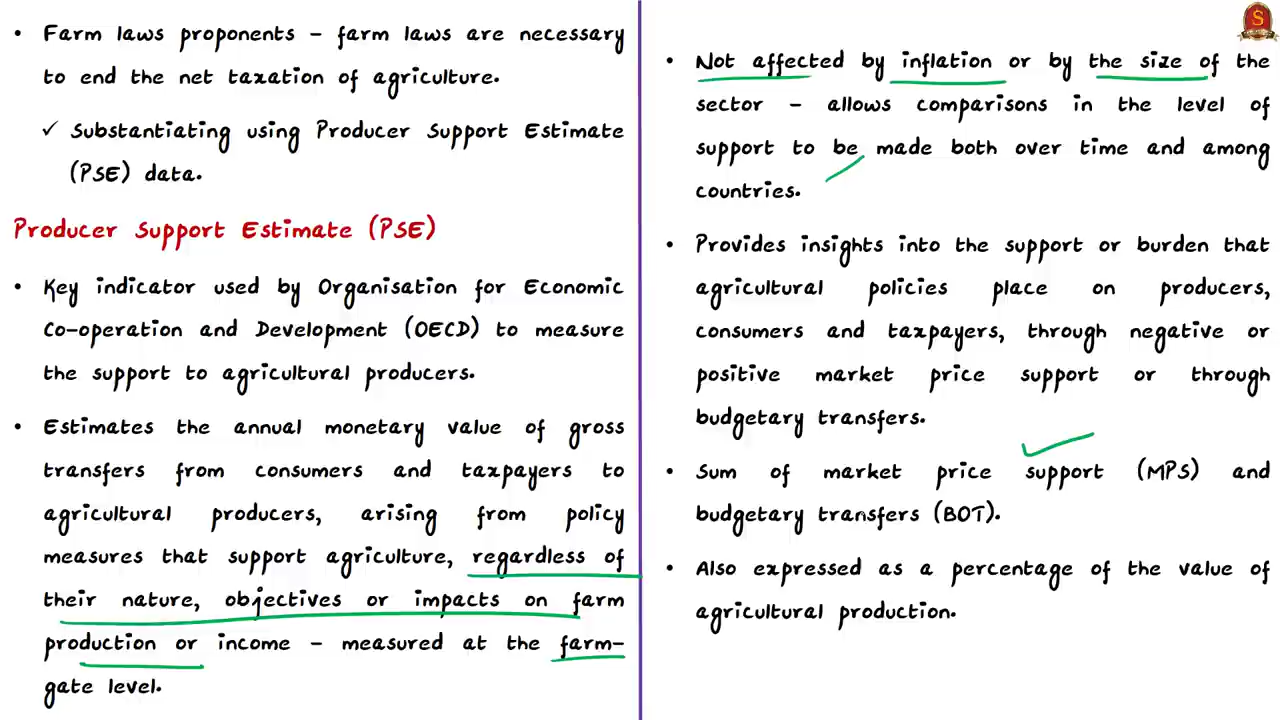 • Farm laws proponents – farm laws are necessary
to end the net taxation of agriculture.
✓ Substantiating using Producer Support Estimate
(PSE) data.
Producer Support Estimate (PSE)
• Key indicator used by Organisation for Economic
Co-operation and Development (OECD) to measure
the support to agricultural producers.
• Estimates the annual monetary value of gross
transfers from consumers and taxpayers to
agricultural producers, arising from policy
measures that support agriculture, regardless of
their nature, objectives or impacts on farm
production or income – measured at the farm-
gate level.
S
• Not affected by inflation or by the size of the
sector – allows comparisons in the level of
support to be made both over time and among
countries.
• Provides insights into the support or burden that
agricultural policies place on producers,
consumers and taxpayers, through negative or
positive market price support or through
budgetary transfers.
• Sum of market price support (MPS) and
budgetary transfers (BOT).
• Also expressed as a percentage of the value of
agricultural production.